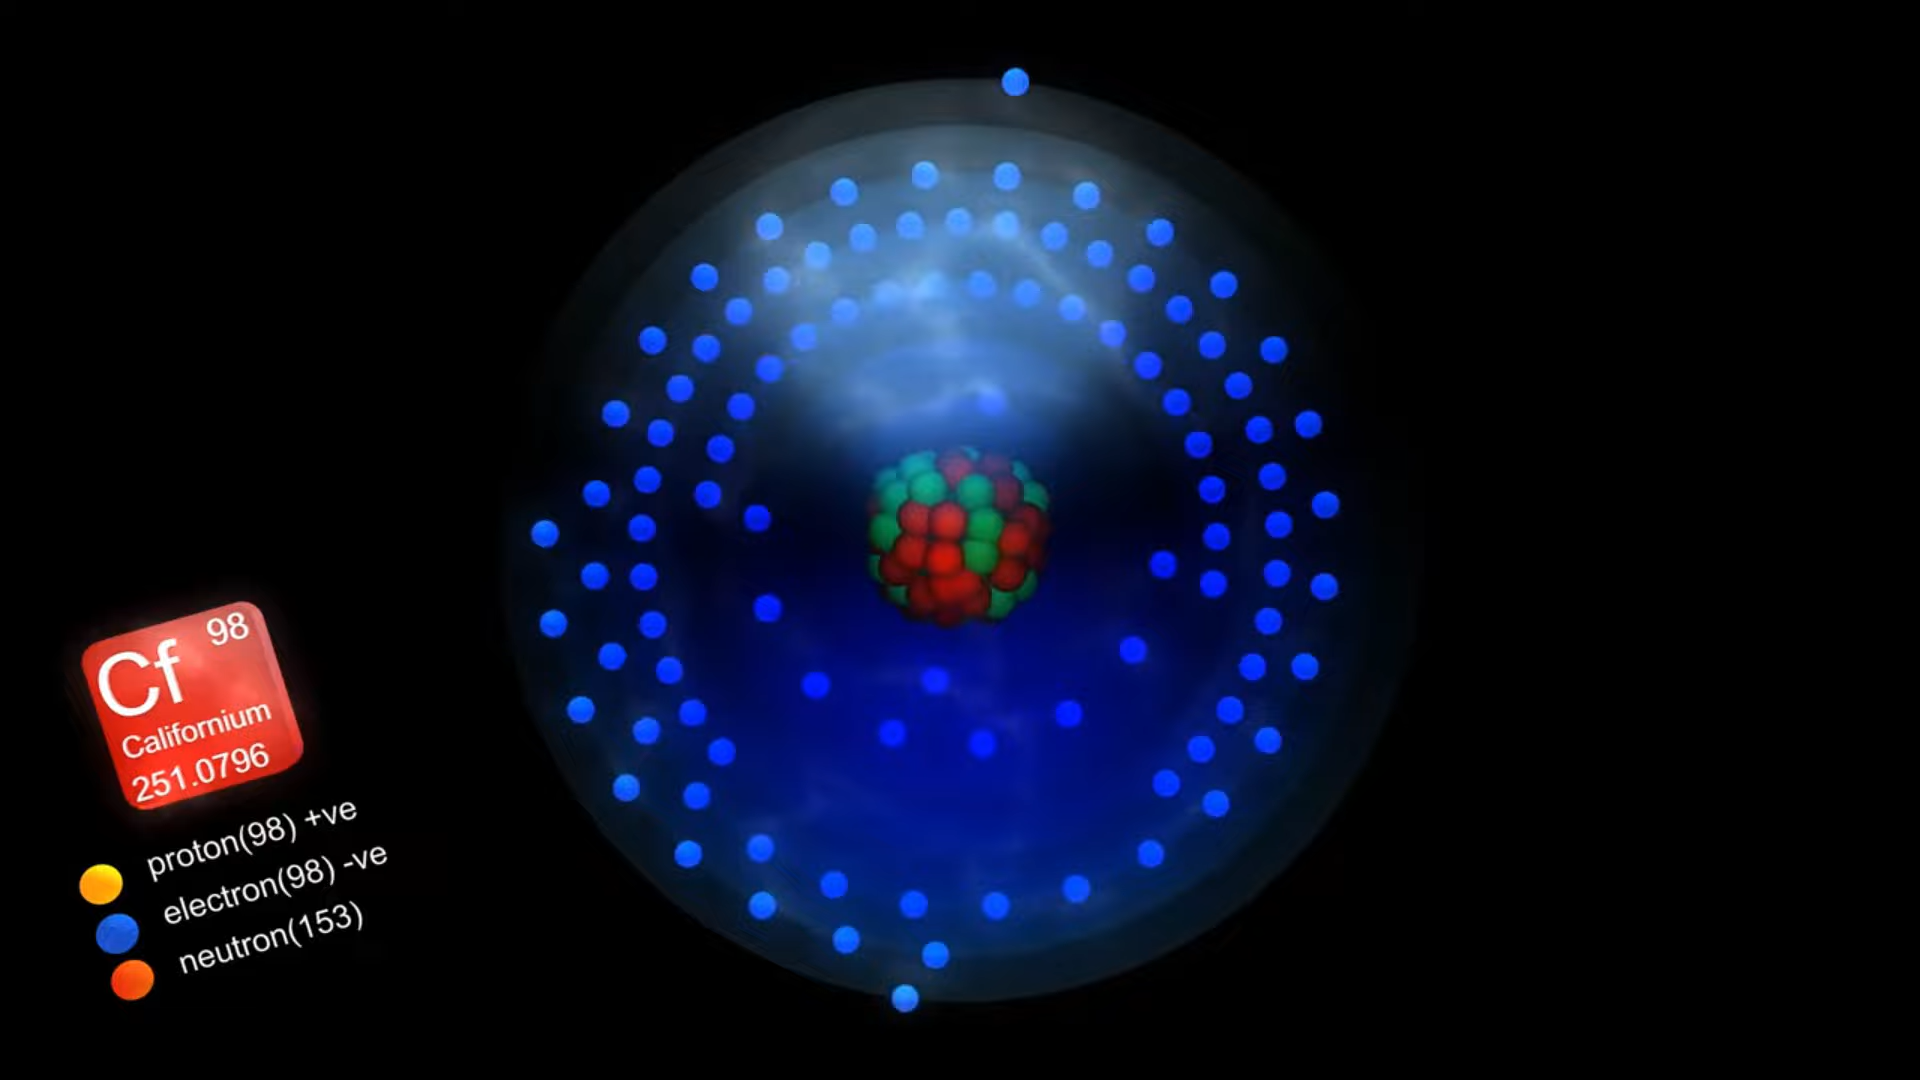 98
Cf
Californium
251.0796
proton(98) +ve
electron(98) -ve
neutron(153)